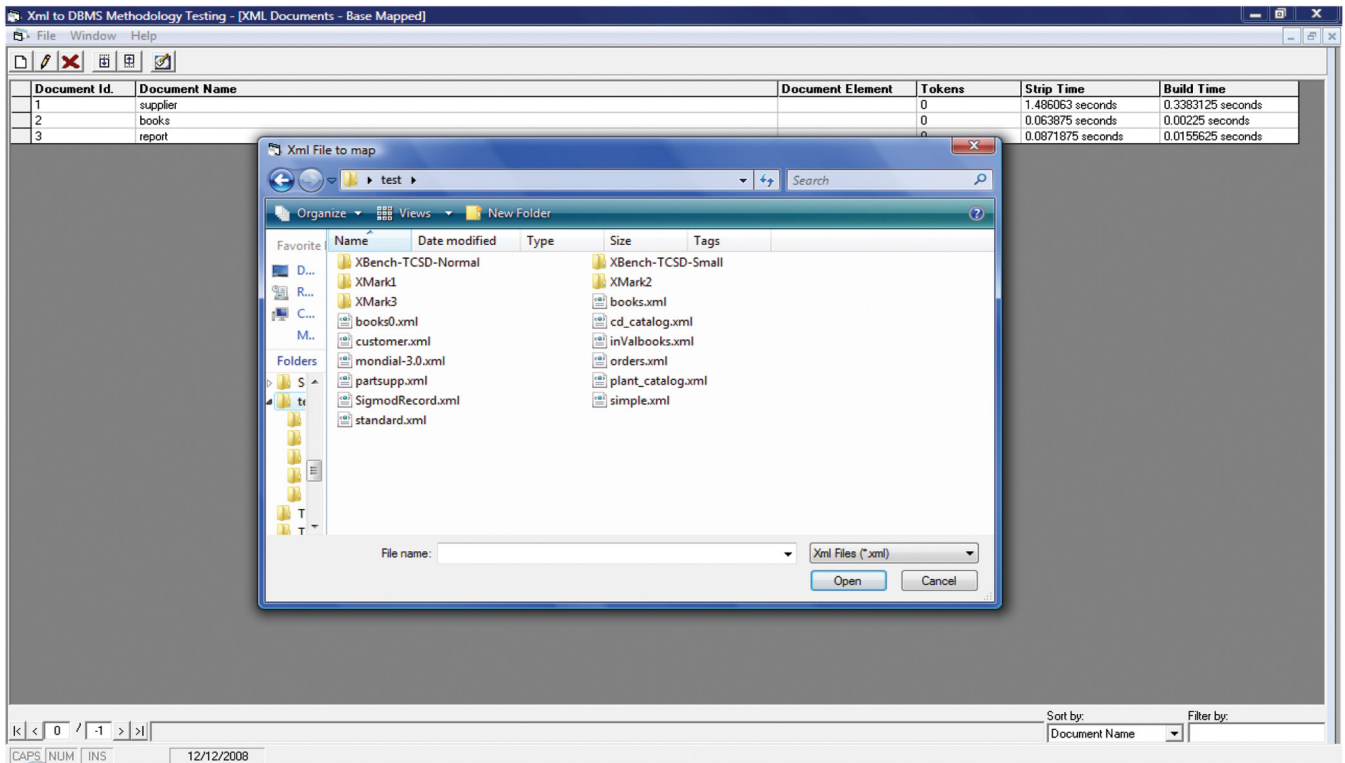 Xml to DBMS Methodology Testing - [XML Documents - Base Mapped]
File Window Help
Document Id. Document Name Document Element Tokens Strip Time Build Time
1 supplier 0 1.486063 seconds 0.3383125 seconds
2 books 0 0.063875 seconds 0.00225 seconds
3 report 0 0.0871875 seconds 0.0155625 seconds
Xml File to map
test
Search
Organize Views New Folder
Favorite
Name Date modified Type Size Tags
XBench-TCSD-Normal XBench-TCSD-Small
D...
XMark1 XMark2
R...
XMark3 books.xml
C...
books0.xml cd_catalog.xml
M..
customer.xml inValbooks.xml
Folders
mondial-3.0.xml orders.xml
S
partsupp.xml plant_catalog.xml
te
SigmodRecord.xml simple.xml
standard.xml
T
T
File name: Xml Files (*.xml)
Open Cancel
Sort by: Filter by:
0 / -1
Document Name
CAPS NUM INS 12/12/2008